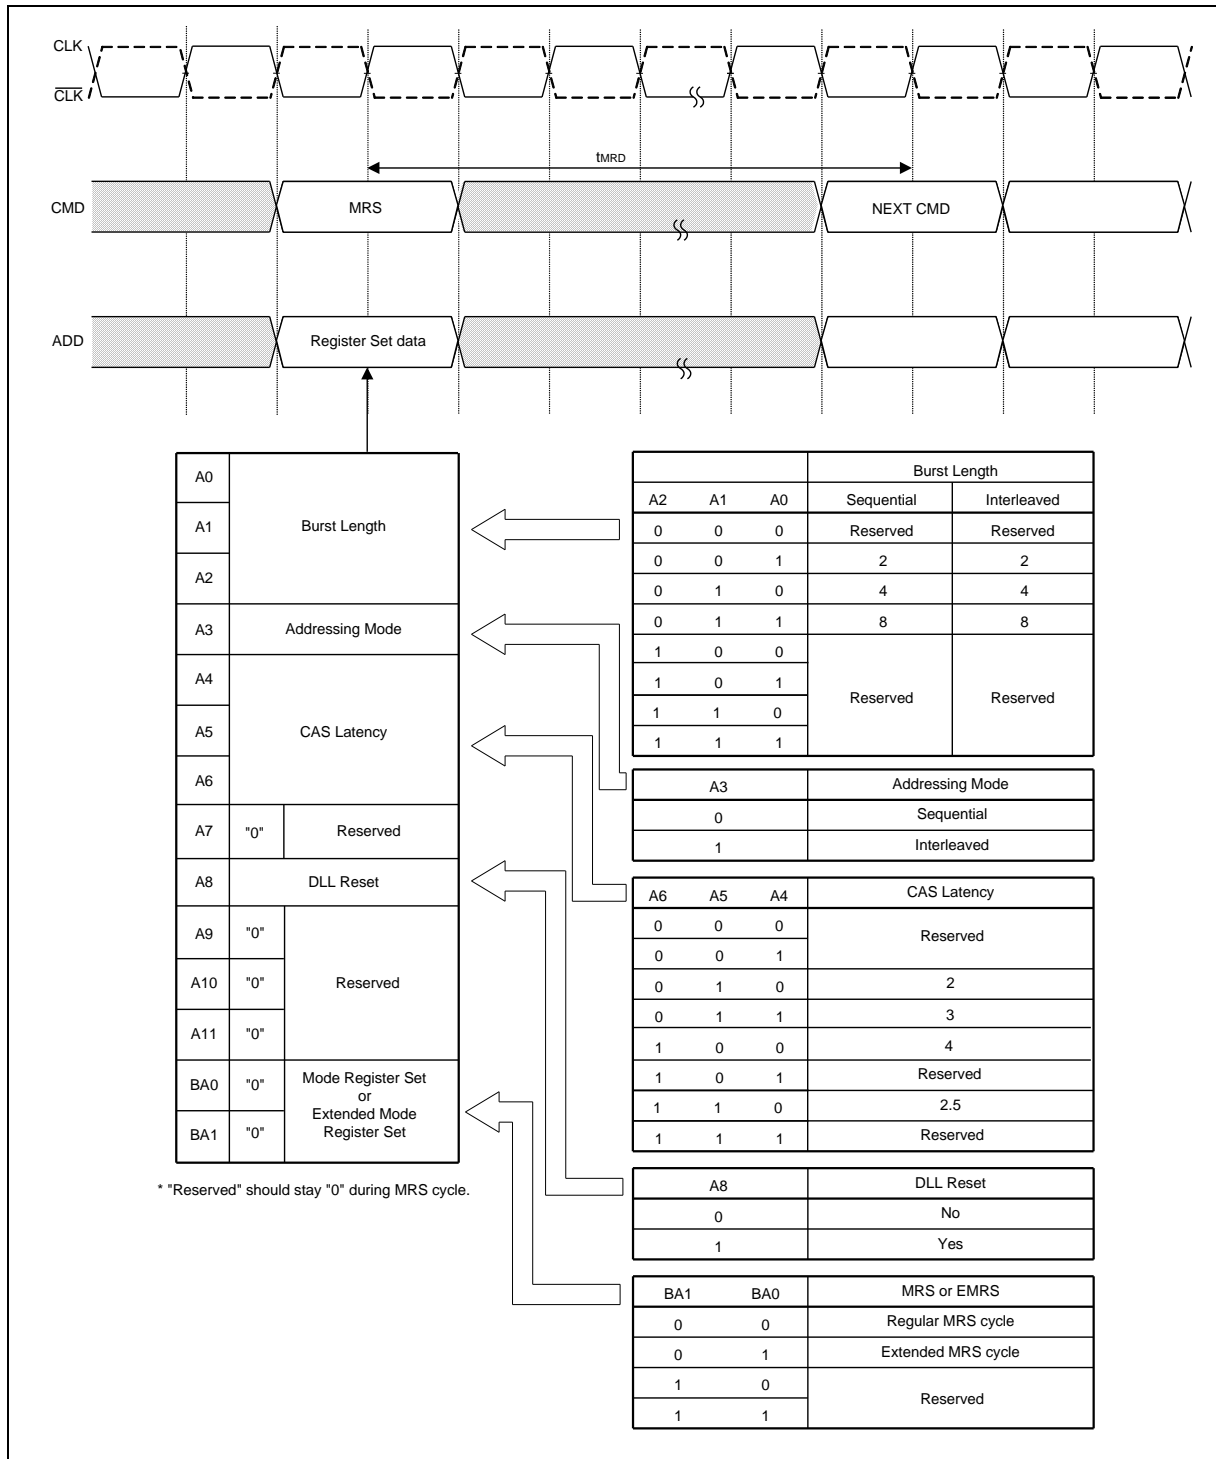 CLK
CLK
tMRD
CMD MRS NEXT CMD
ADD Register Set data
A0
A1 Burst Length
A2
A3 Addressing Mode
A4
A5 CAS Latency
A6
A7 "0" Reserved
A8 DLL Reset
A9 "0"
A10 "0" Reserved
A11 "0"
BA0 "0" Mode Register Set
or
Extended Mode
BA1 "0" Register Set
* "Reserved" should stay "0" during MRS cycle.
Burst Length
A2 A1 A0 Sequential Interleaved
0 0 0 Reserved Reserved
0 0 1 2 2
0 1 0 4 4
0 1 1 8 8
1 0 0
1 0 1
Reserved Reserved
1 1 0
1 1 1
A3 Addressing Mode
0 Sequential
1 Interleaved
A6 A5 A4 CAS Latency
0 0 0
Reserved
0 0 1
0 1 0 2
0 1 1 3
1 0 0 4
1 0 1 Reserved
1 1 0 2.5
1 1 1 Reserved
A8 DLL Reset
0 No
1 Yes
BA1 BA0 MRS or EMRS
0 0 Regular MRS cycle
0 1 Extended MRS cycle
1 0
Reserved
1 1